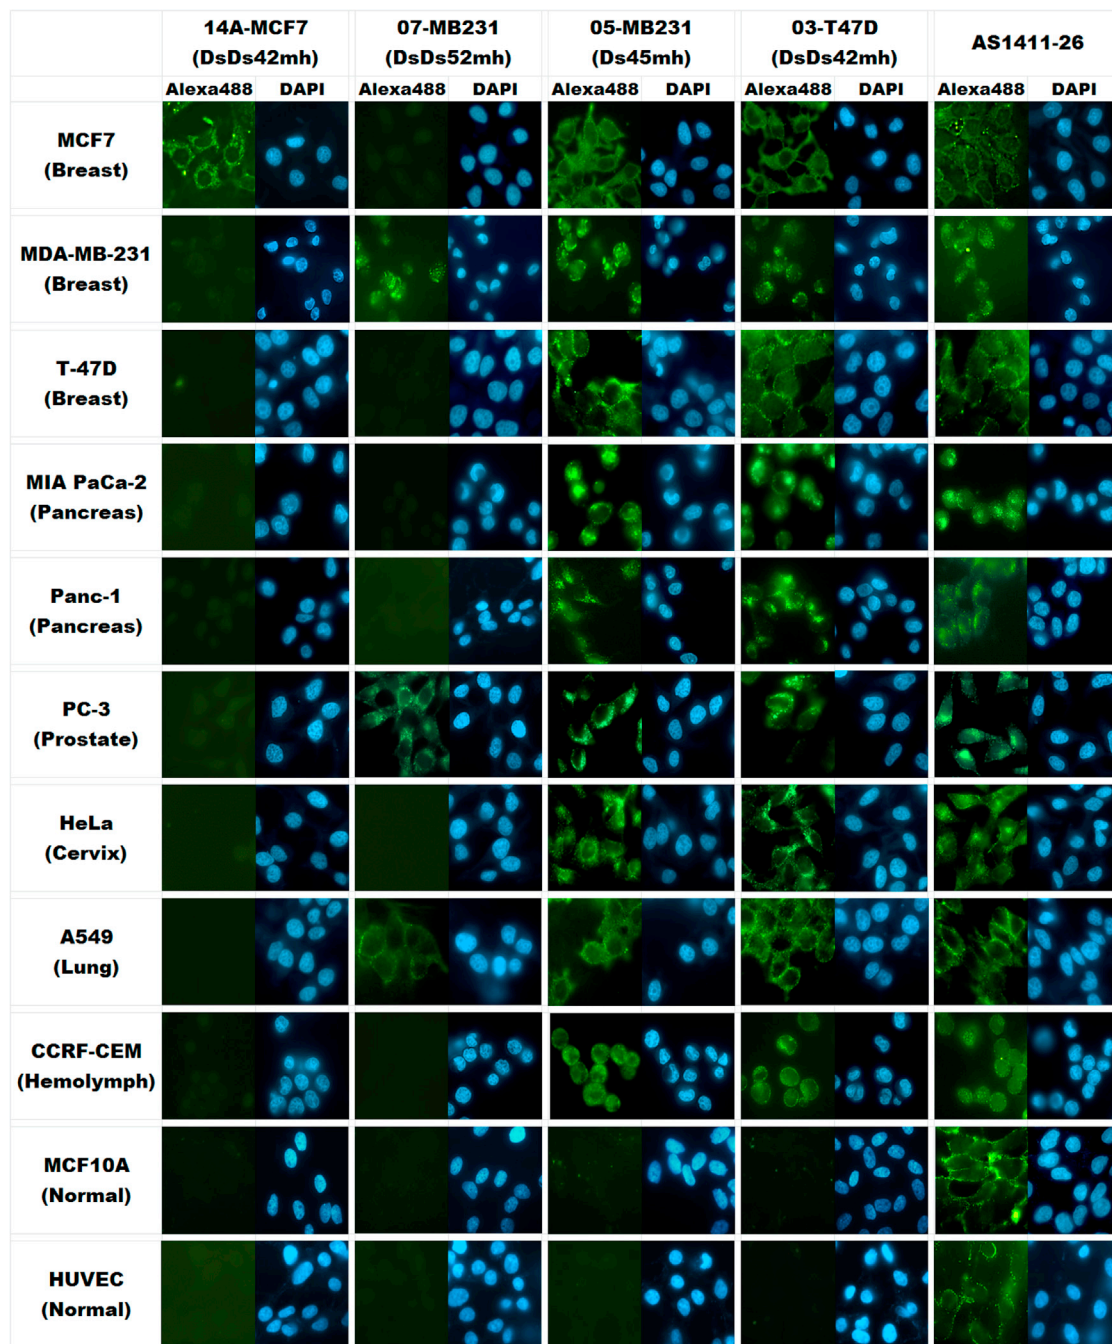 14A-MCF7 07-MB231 05-MB231 03-T47D AS1411-26
(DsDs42mh) (DsDs52mh) (Ds45mh) (DsDs42mh)
Alexa488 DAPI Alexa488 DAPI Alexa488 DAPI Alexa488 DAPI Alexa488 DAPI
MCF7
(Breast)
MDA-MB-231
(Breast)
T-47D
(Breast)
MIA PaCa-2
(Pancreas)
Panc-1
(Pancreas)
PC-3
(Prostate)
HeLa
(Cervix)
A549
(Lung)
CCRF-CEM
(Hemolymph)
MCF10A
(Normal)
HUVEC
(Normal)